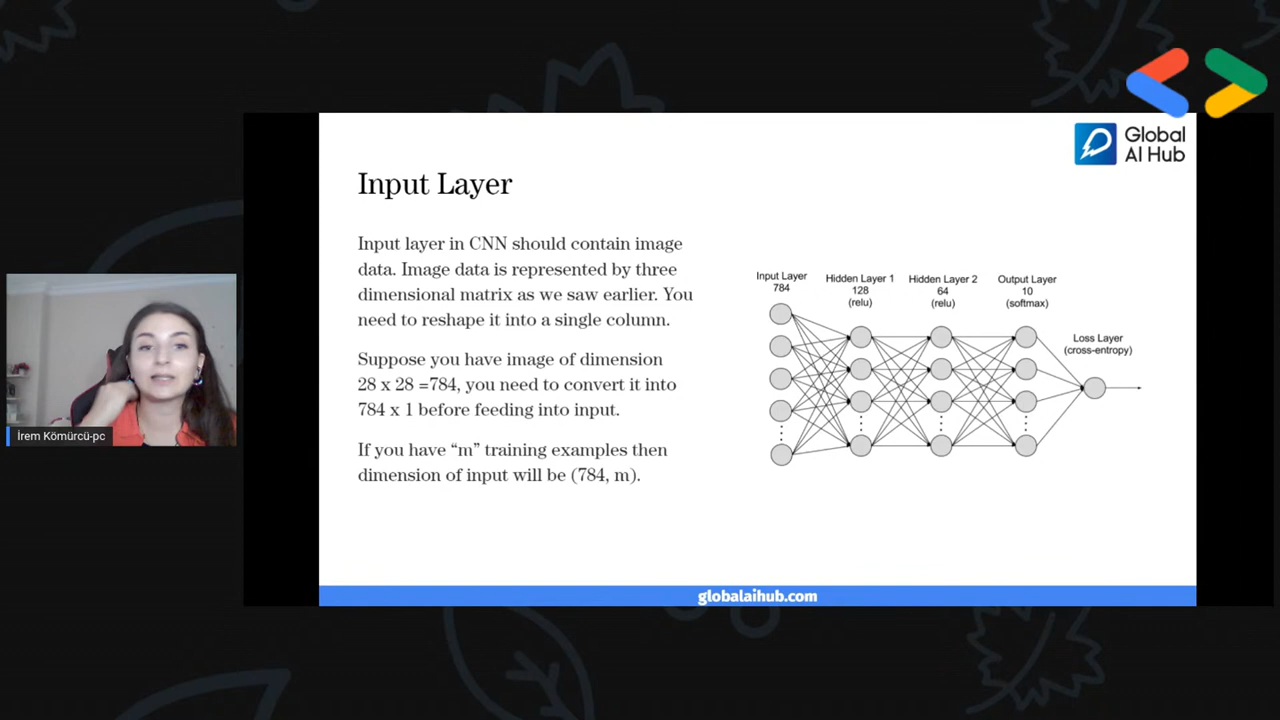 Global
AI Hub
Input Layer
Input layer in CNN should contain image
data. Image data is represented by three
dimensional matrix as we saw earlier. You
need to reshape it into a single column.
Suppose you have image of dimension
28 x 28 =784, you need to convert it into
784 x 1 before feeding into input.
If you have “m” training examples then
dimension of input will be (784, m).
Input Layer
784
Hidden Layer 1
128
(relu)
Hidden Layer 2
64
(relu)
Output Layer
10
(softmax)
Loss Layer
(cross-entropy)
İrem Kömürcü-pc
globalaihub.com